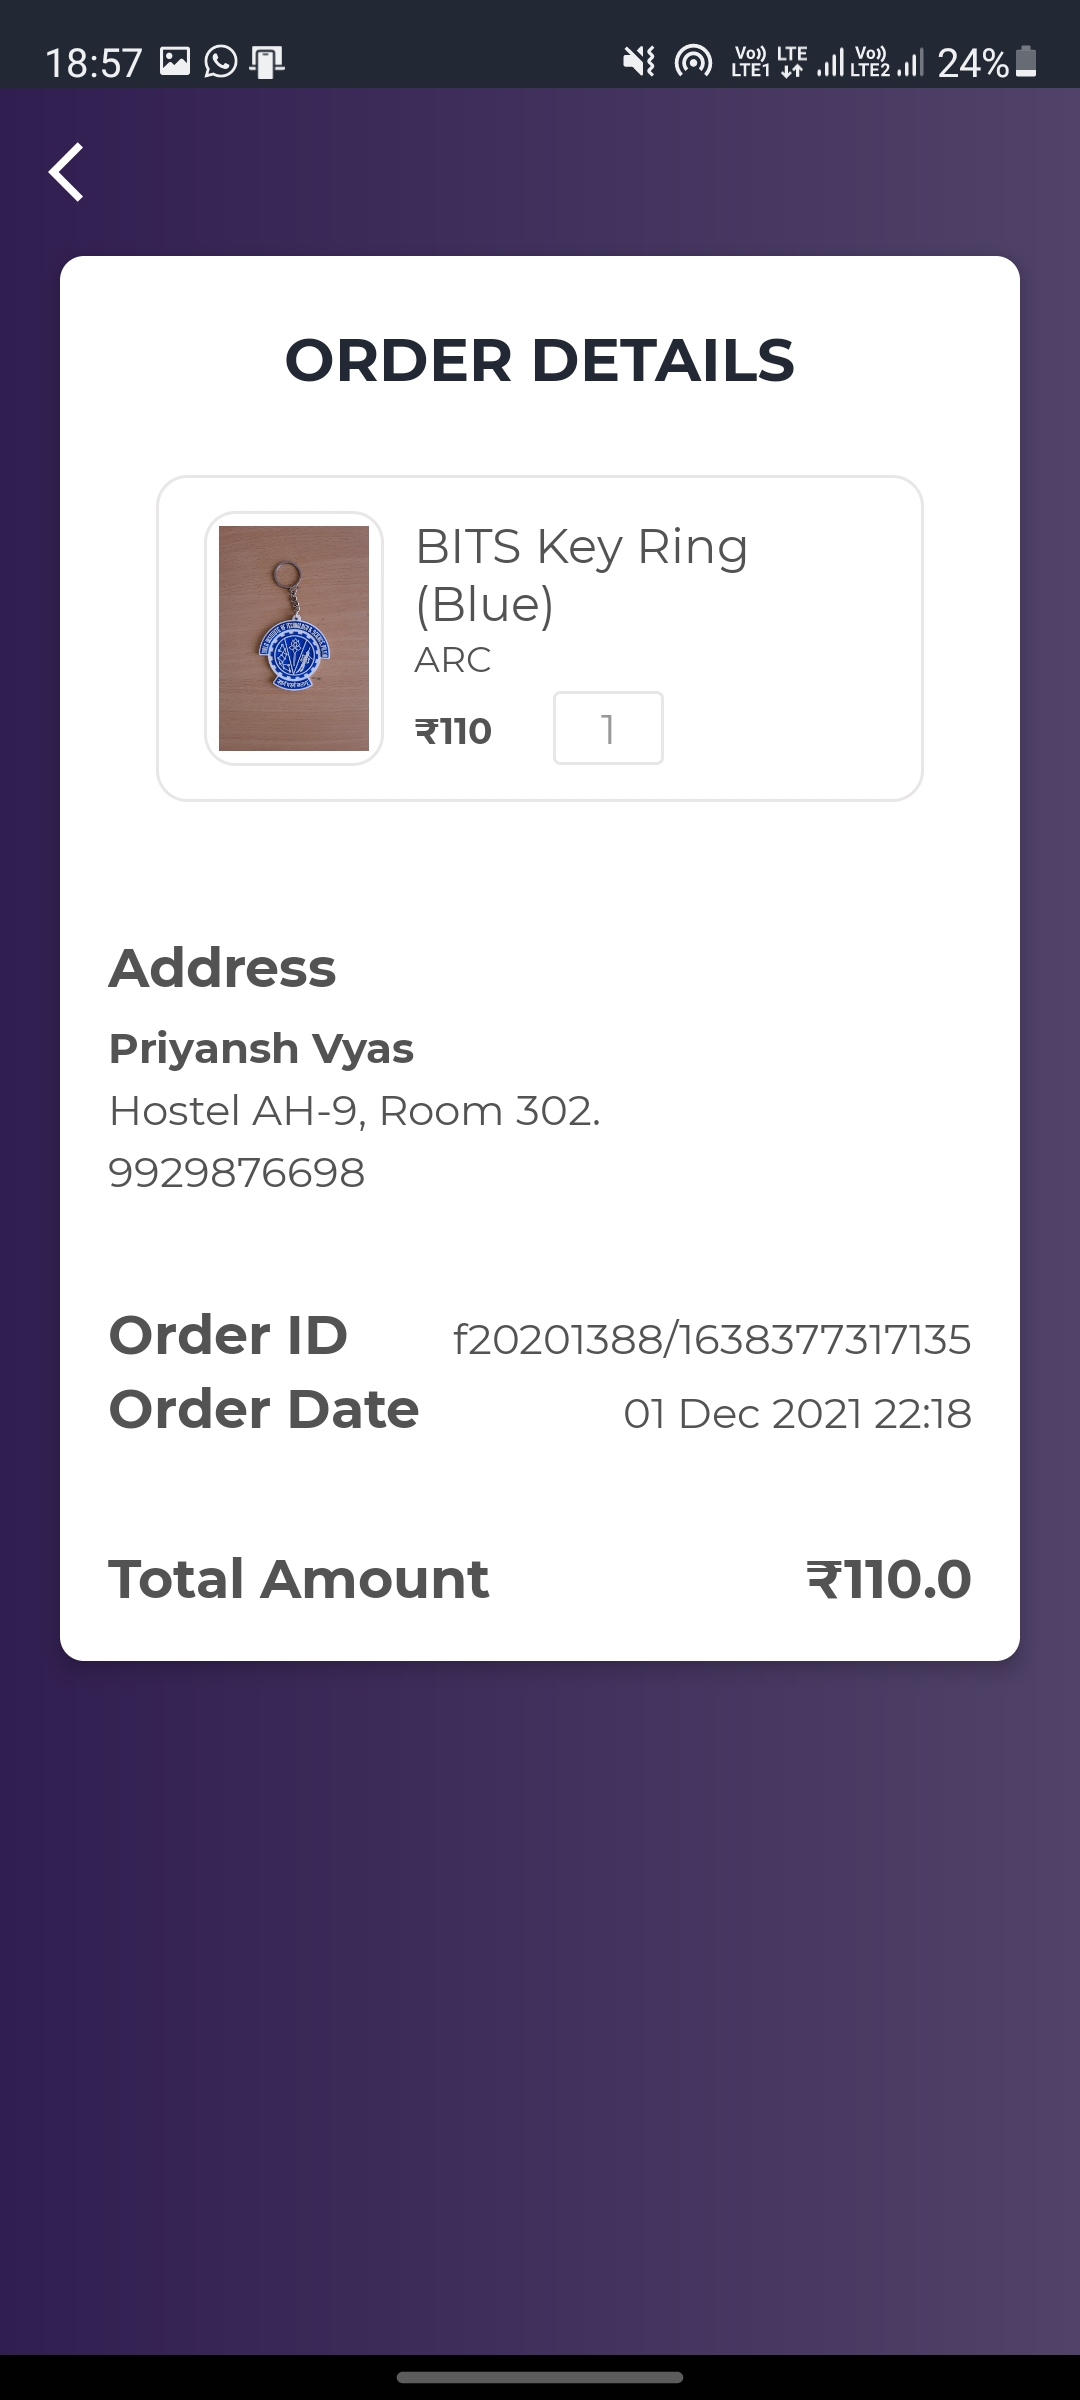 18:57
Vo)) LTE1 LTE Vo)) LTE2 24%
ORDER DETAILS
BITS Key Ring
(Blue)
ARC
₹110 1
Address
Priyansh Vyas
Hostel AH-9, Room 302.
9929876698
Order ID f20201388/1638377317135
Order Date 01 Dec 2021 22:18
Total Amount ₹110.0